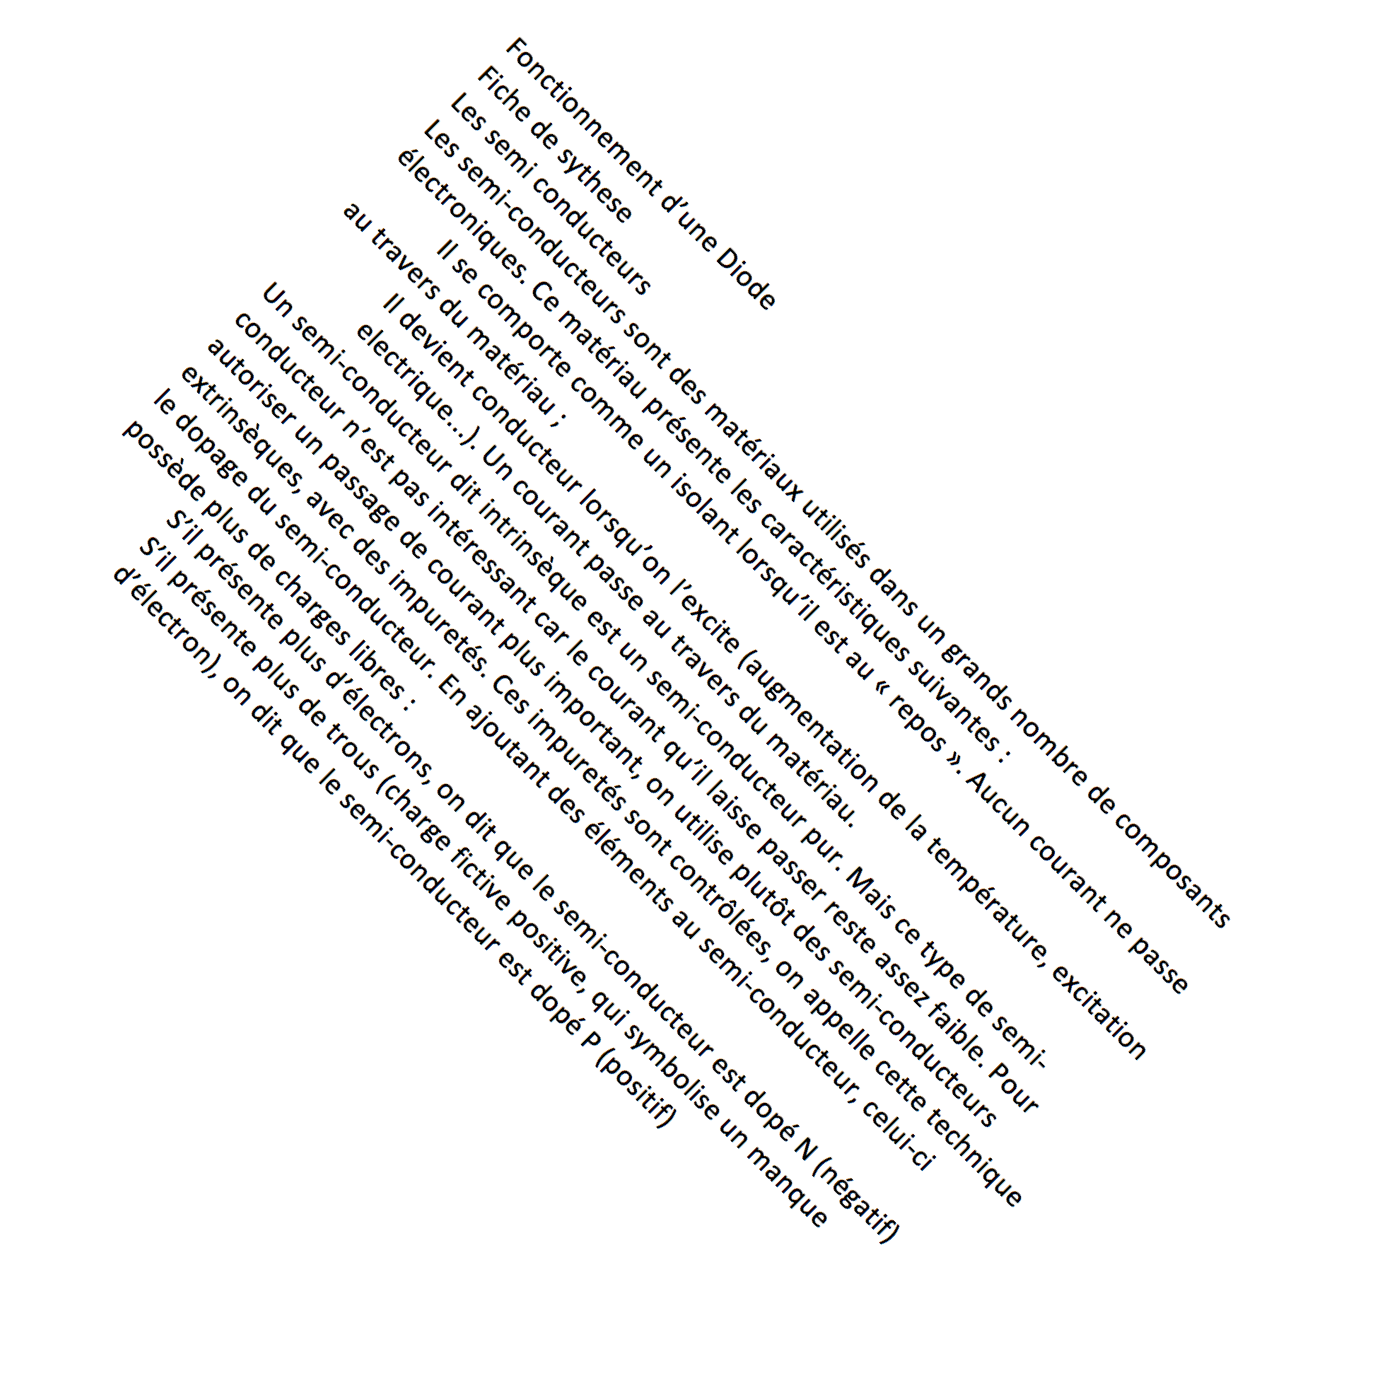 Fonctionnement d’une Diode
Fiche de sythese
Les semi conducteurs
Les semi-conducteurs sont des matériaux utilisés dans un grands nombre de composants
électroniques. Ce matériau présente les caractéristiques suivantes :
Il se comporte comme un isolant lorsqu’il est au « repos ». Aucun courant ne passe
au travers du matériau ;
Il devient conducteur lorsqu’on l’excite (augmentation de la température, excitation
electrique…). Un courant passe au travers du matériau.
Un semi-conducteur dit intrinsèque est un semi-conducteur pur. Mais ce type de semi-
conducteur n’est pas intéressant car le courant qu’il laisse passer reste assez faible. Pour
autoriser un passage de courant plus important, on utilise plutôt des semi-conducteurs
extrinsèques, avec des impuretés. Ces impuretés sont contrôlées, on appelle cette technique
le dopage du semi-conducteur. En ajoutant des éléments au semi-conducteur, celui-ci
possède plus de charges libres :
S’il présente plus d’électrons, on dit que le semi-conducteur est dopé N (négatif)
S’il présente plus de trous (charge fictive positive, qui symbolise un manque
d’électron), on dit que le semi-conducteur est dopé P (positif)